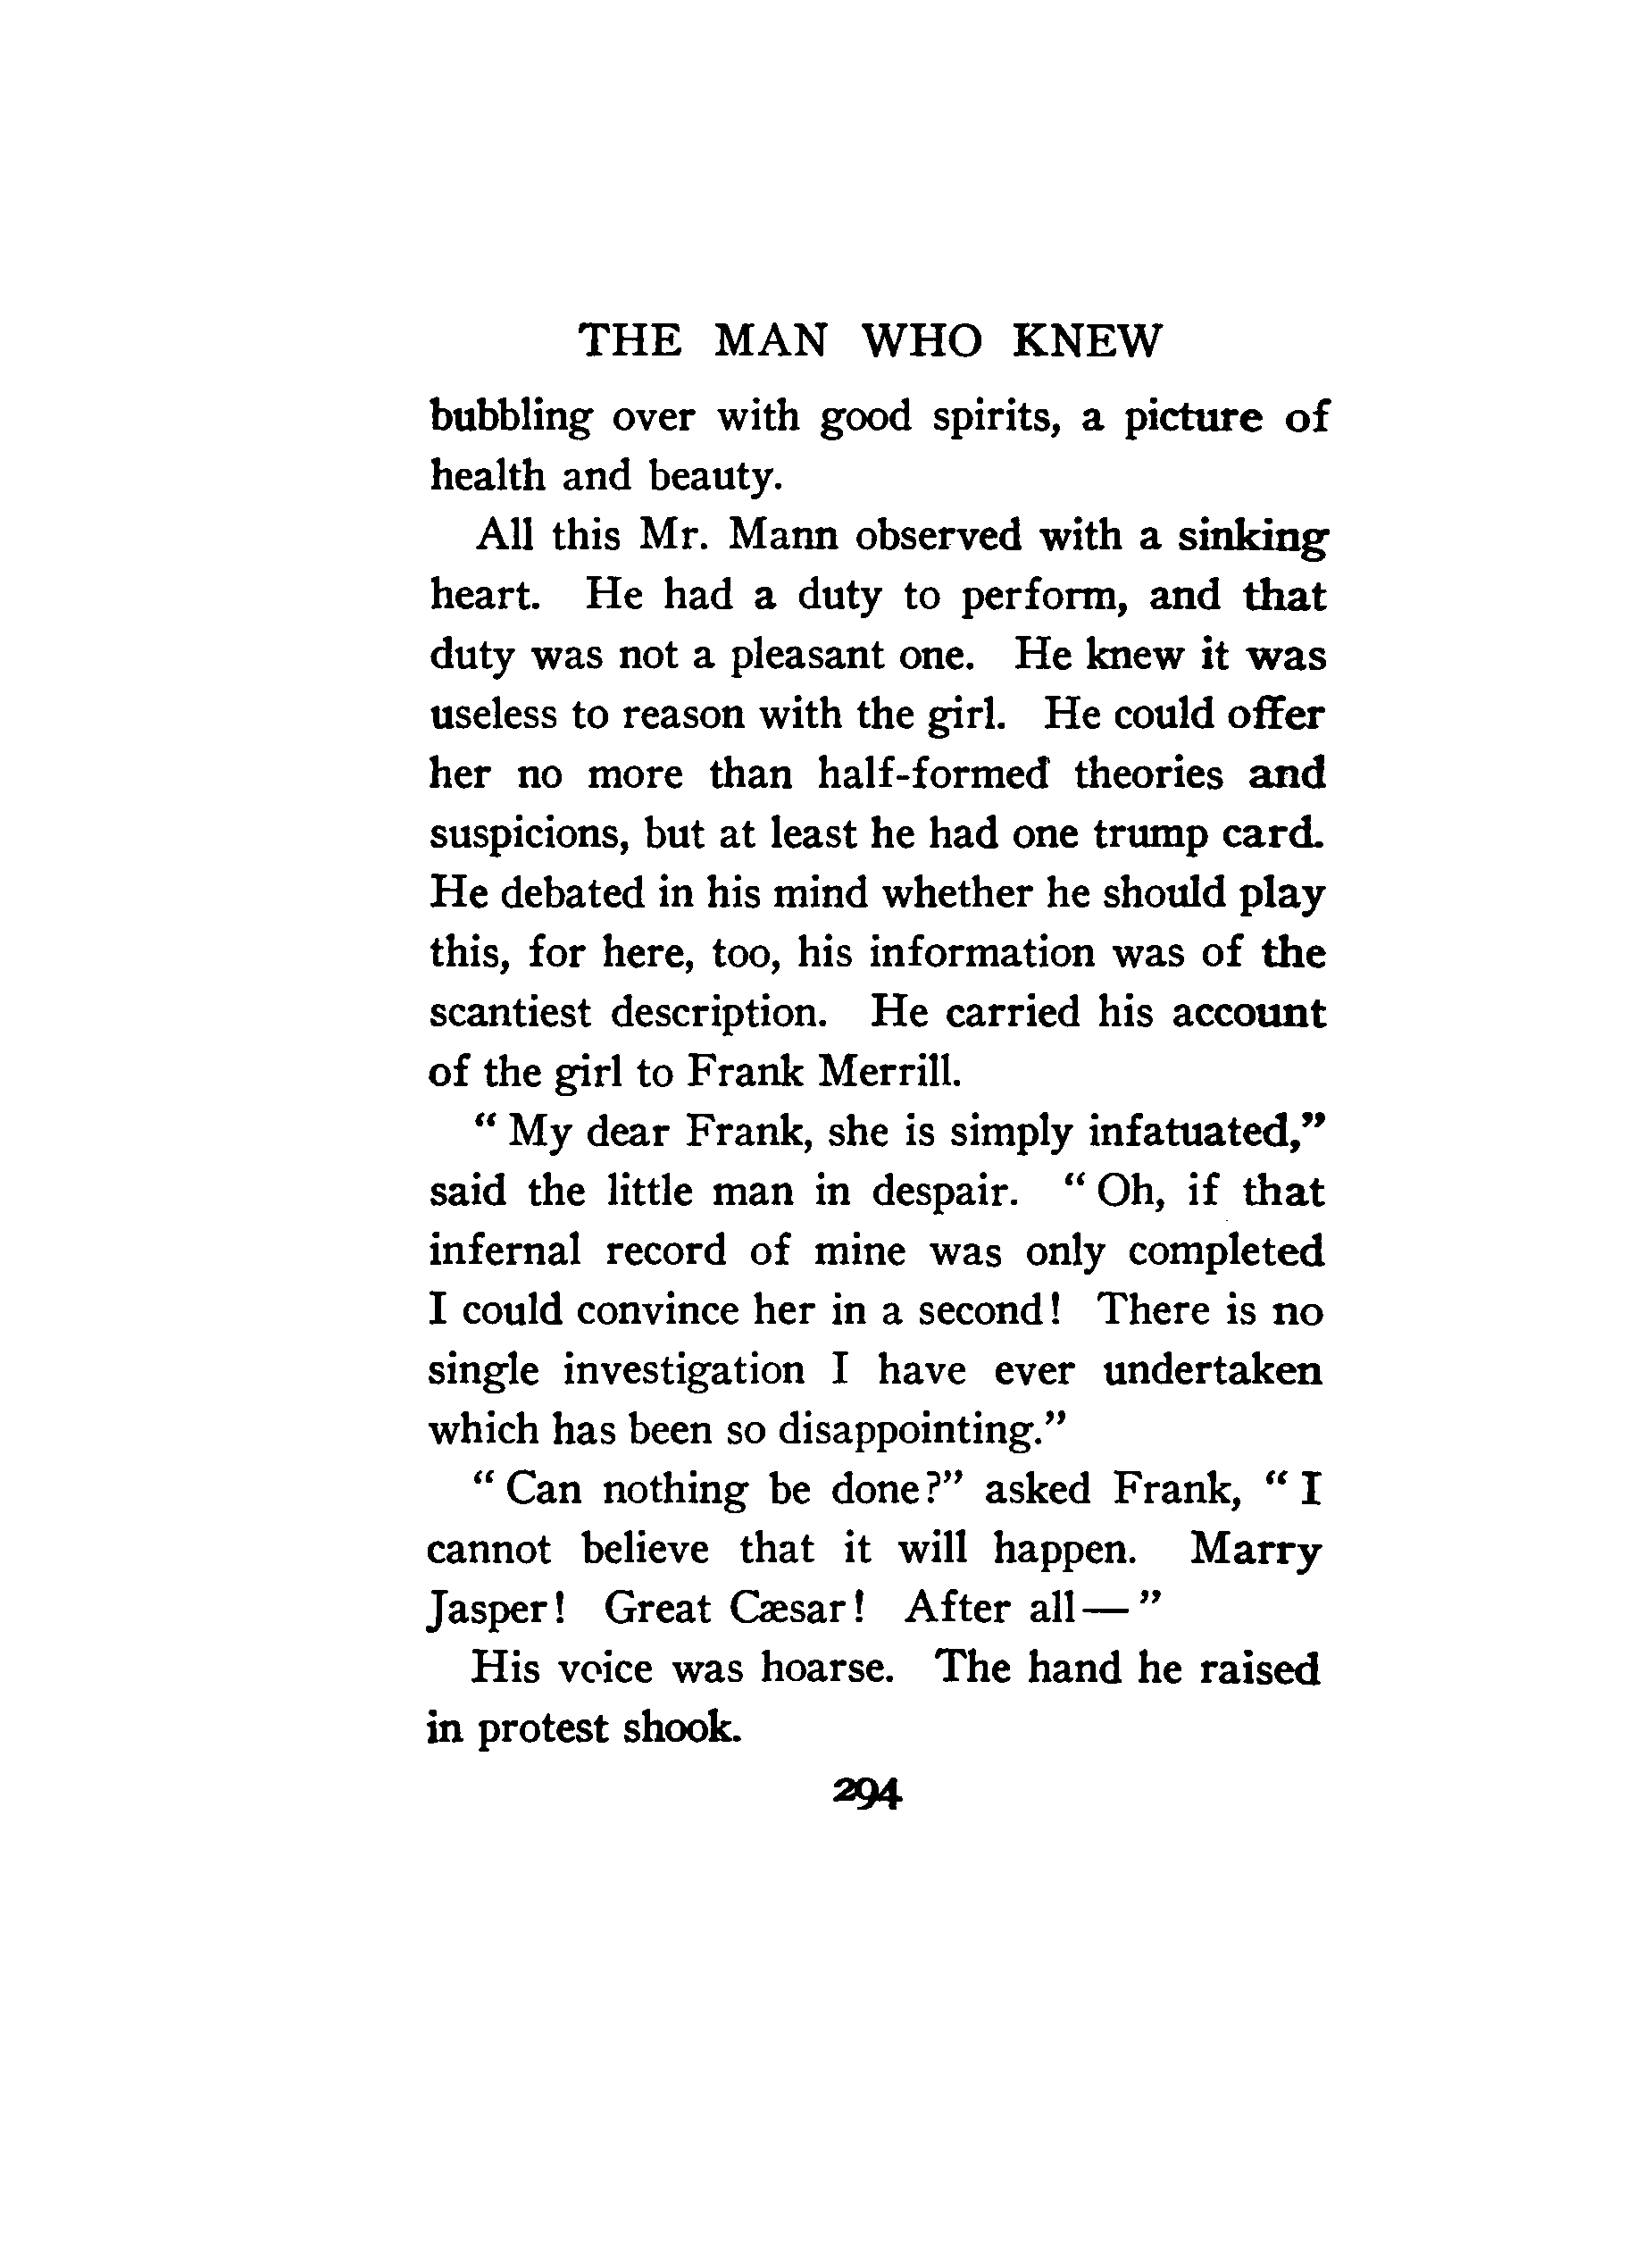 THE MAN WHO KNEW
bubbling over with good spirits, a picture of
health and beauty.
All this Mr. Mann observed with a sinking
heart. He had a duty to perform, and that
duty was not a pleasant one. He knew it was
useless to reason with the girl. He could offer
her no more than half-formed theories and
suspicions, but at least he had one trump card.
He debated in his mind whether he should play
this, for here, too, his information was of the
scantiest description. He carried his account
of the girl to Frank Merrill.
“ My dear Frank, she is simply infatuated,”
said the little man in despair. “ Oh, if that
infernal record of mine was only completed
I could convince her in a second! There is no
single investigation I have ever undertaken
which has been so disappointing.”
“ Can nothing be done?” asked Frank, “ I
cannot believe that it will happen. Marry
Jasper! Great Cæsar! After all— ”
His voice was hoarse. The hand he raised
in protest shook.
294